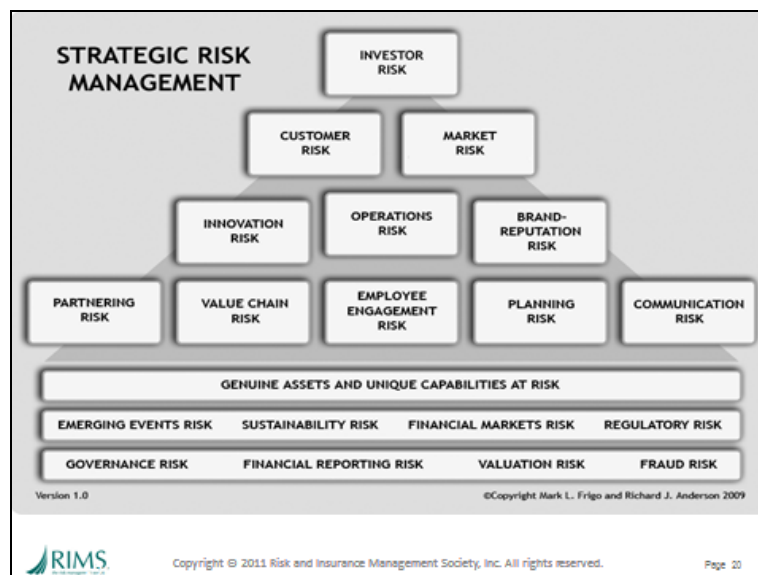 STRATEGIC RISK
MANAGEMENT
INVESTOR
RISK
CUSTOMER
RISK
MARKET
RISK
INNOVATION
RISK
OPERATIONS
RISK
BRAND-
REPUTATION
RISK
PARTNERING
RISK
VALUE CHAIN
RISK
EMPLOYEE
ENGAGEMENT
RISK
PLANNING
RISK
COMMUNICATION
RISK
GENUINE ASSETS AND UNIQUE CAPABILITIES AT RISK
EMERGING EVENTS RISK SUSTAINABILITY RISK FINANCIAL MARKETS RISK REGULATORY RISK
GOVERNANCE RISK FINANCIAL REPORTING RISK VALUATION RISK FRAUD RISK
Version 1.0 ©Copyright Mark L. Frigo and Richard J. Anderson 2009
RIMS
Copyright © 2011 Risk and Insurance Management Society, Inc. All rights reserved. Page 20